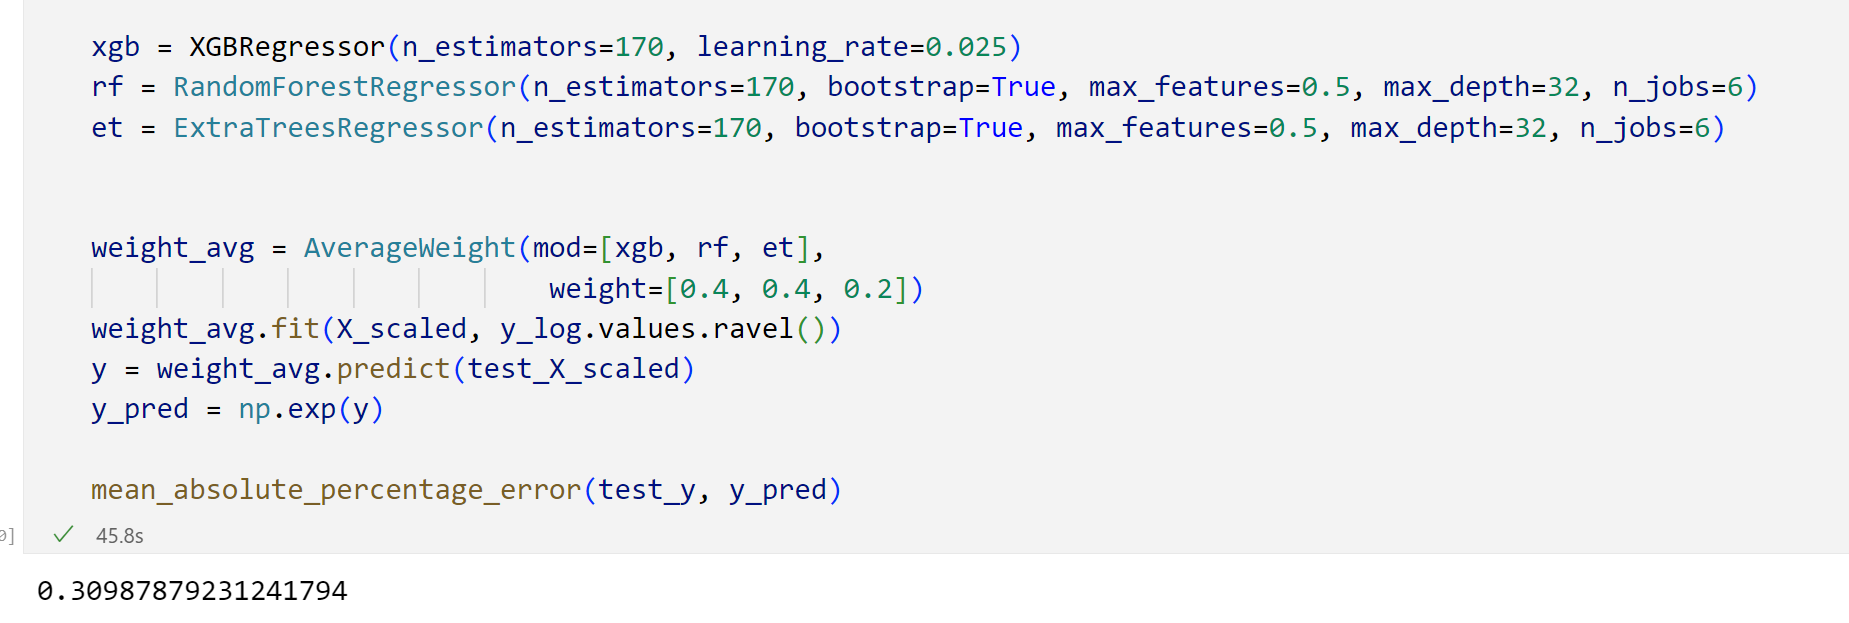 xgb = XGBRegressor(n_estimators=170, learning_rate=0.025)
rf = RandomForestRegressor(n_estimators=170, bootstrap=True, max_features=0.5, max_depth=32, n_jobs=6)
et = ExtraTreesRegressor(n_estimators=170, bootstrap=True, max_features=0.5, max_depth=32, n_jobs=6)
weight_avg = AverageWeight(mod=[xgb, rf, et],
weight=[0.4, 0.4, 0.2])
weight_avg.fit(X_scaled, y_log.values.ravel())
y = weight_avg.predict(test_X_scaled)
y_pred = np.exp(y)
mean_absolute_percentage_error(test_y, y_pred)
0] ✓ 45.8s
0.30987879231241794